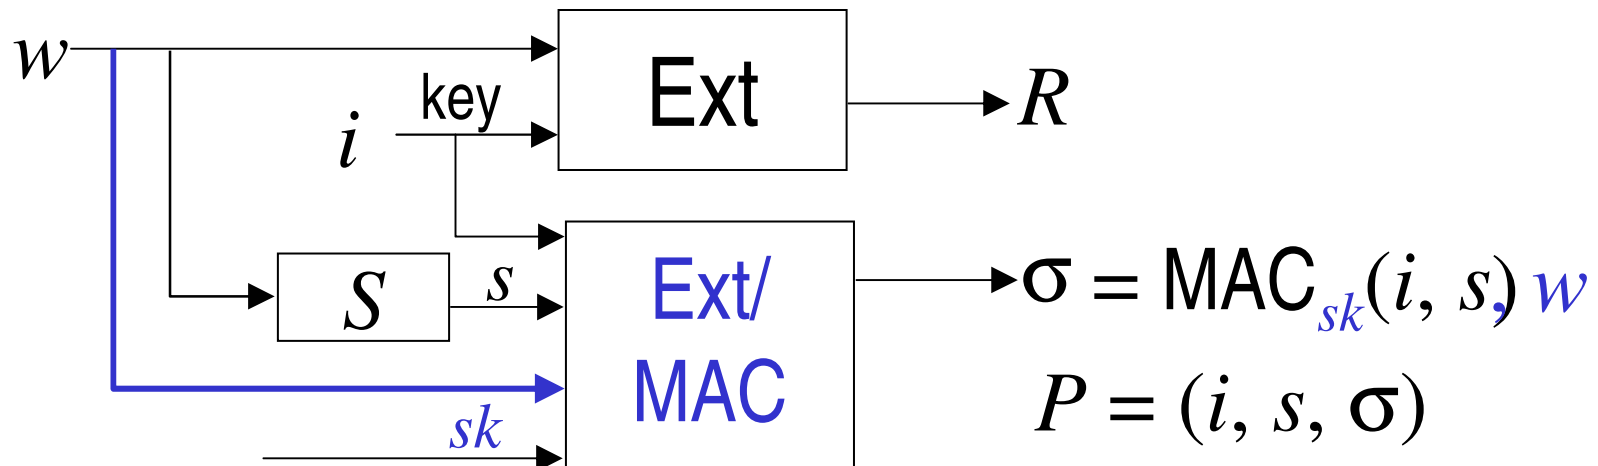 w
Ext
key
i
R
S
s
Ext/
MAC
sk
σ = MAC_sk(i, s), w
P = (i, s, σ)